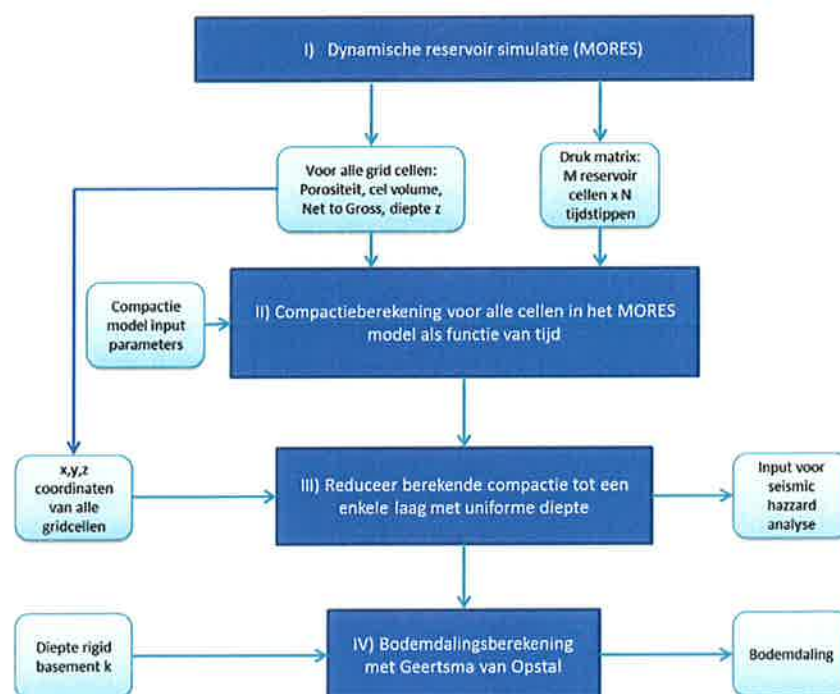 I) Dynamische reservoir simulatie (MORES)
Voor alle grid cellen:
Porositeit, cel volume,
Net to Gross, diepte z
Druk matrix:
M reservoir
cellen x N
tijdstippen
Compactie
model input
parameters
II) Compactieberekening voor alle cellen in het MORES
model als functie van tijd
x,y,z
coordinaten
van alle
gridcellen
III) Reduceer berekende compactie tot een
enkele laag met uniforme diepte
Input voor
seismic
hazzard
analyse
Diepte rigid
basement k
IV) Bodemdalingsberekening
met Geertsma van Opstal
Bodemdaling